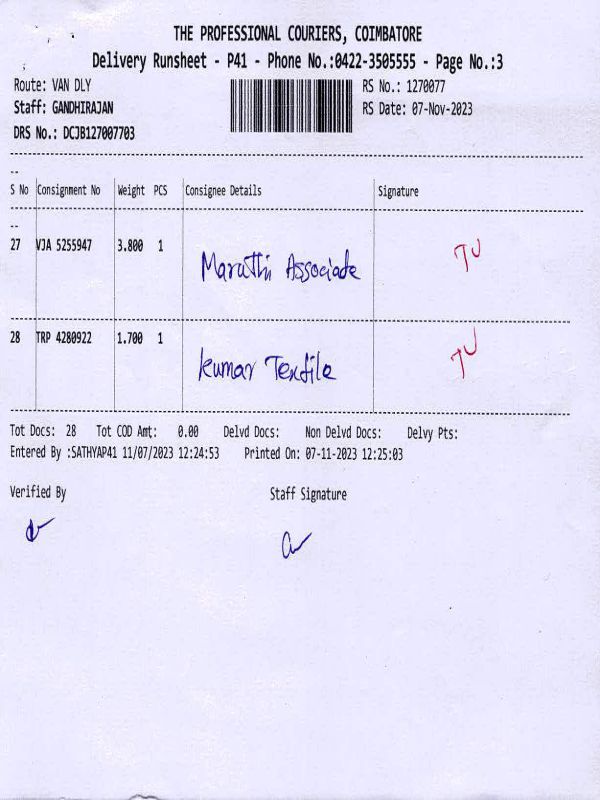 THE PROFESSIONAL COURIERS, COIMBATORE
Delivery Runsheet - P41 - Phone No.:0422-3505555 - Page No.:3
Route: VAN DLY RS No.: 1270077
Staff: GANDHIRAJAN RS Date: 07-Nov-2023
DRS No.: DCJB127007703
--
S No Consignment No Weight PCS Consignee Details Signature
--
27 VJA 5255947 3.800 1 Maruthi Associate TU
28 TRP 4280922 1.700 1 Kumar Textile TU
Tot Docs: 28 Tot COD Amt: 0.00 Delvd Docs: Non Delvd Docs: Delvy Pts:
Entered By :SATHYAP41 11/07/2023 12:24:53 Printed On: 07-11-2023 12:25:03
Verified By Staff Signature